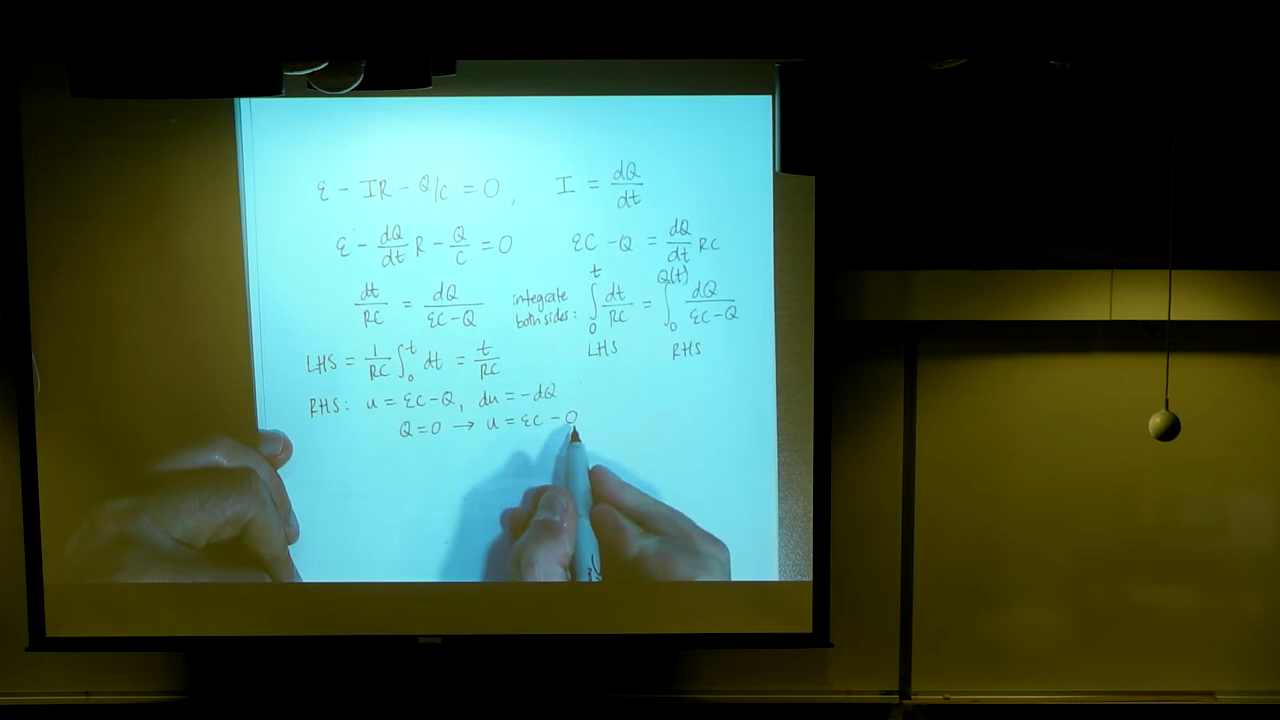 ε - IR - Q/C = 0, I = dQ/dt
ε - dQ/dt R - Q/C = 0 εC - Q = dQ/dt RC
dt/RC = dQ/(εC-Q) integrate both sides: ∫₀ᵗ dt/RC = ∫₀^Q(t) dQ/(εC-Q)
LHS RHS
LHS = 1/RC ∫₀ᵗ dt = t/RC
RHS: u = εC-Q, du = -dQ
Q=0 → u = εC - 0